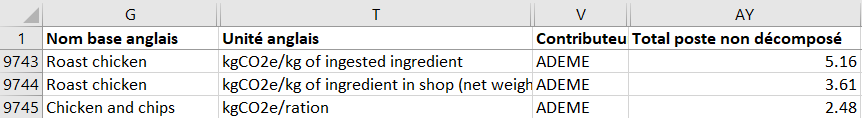 G T V AY
1 Nom base anglais Unité anglais Contributeu Total poste non décomposé
9743 Roast chicken kgCO2e/kg of ingested ingredient ADEME 5.16
9744 Roast chicken kgCO2e/kg of ingredient in shop (net weigh ADEME 3.61
9745 Chicken and chips kgCO2e/ration ADEME 2.48